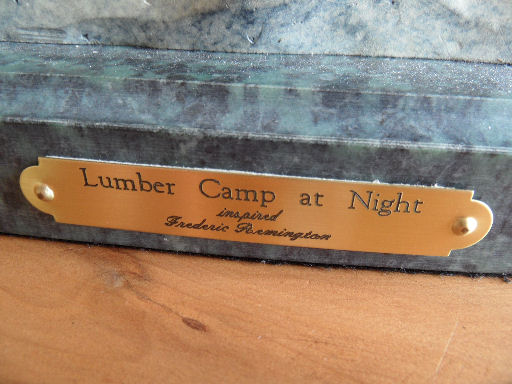 Lumber Camp at Night
inspired
Frederic Remington